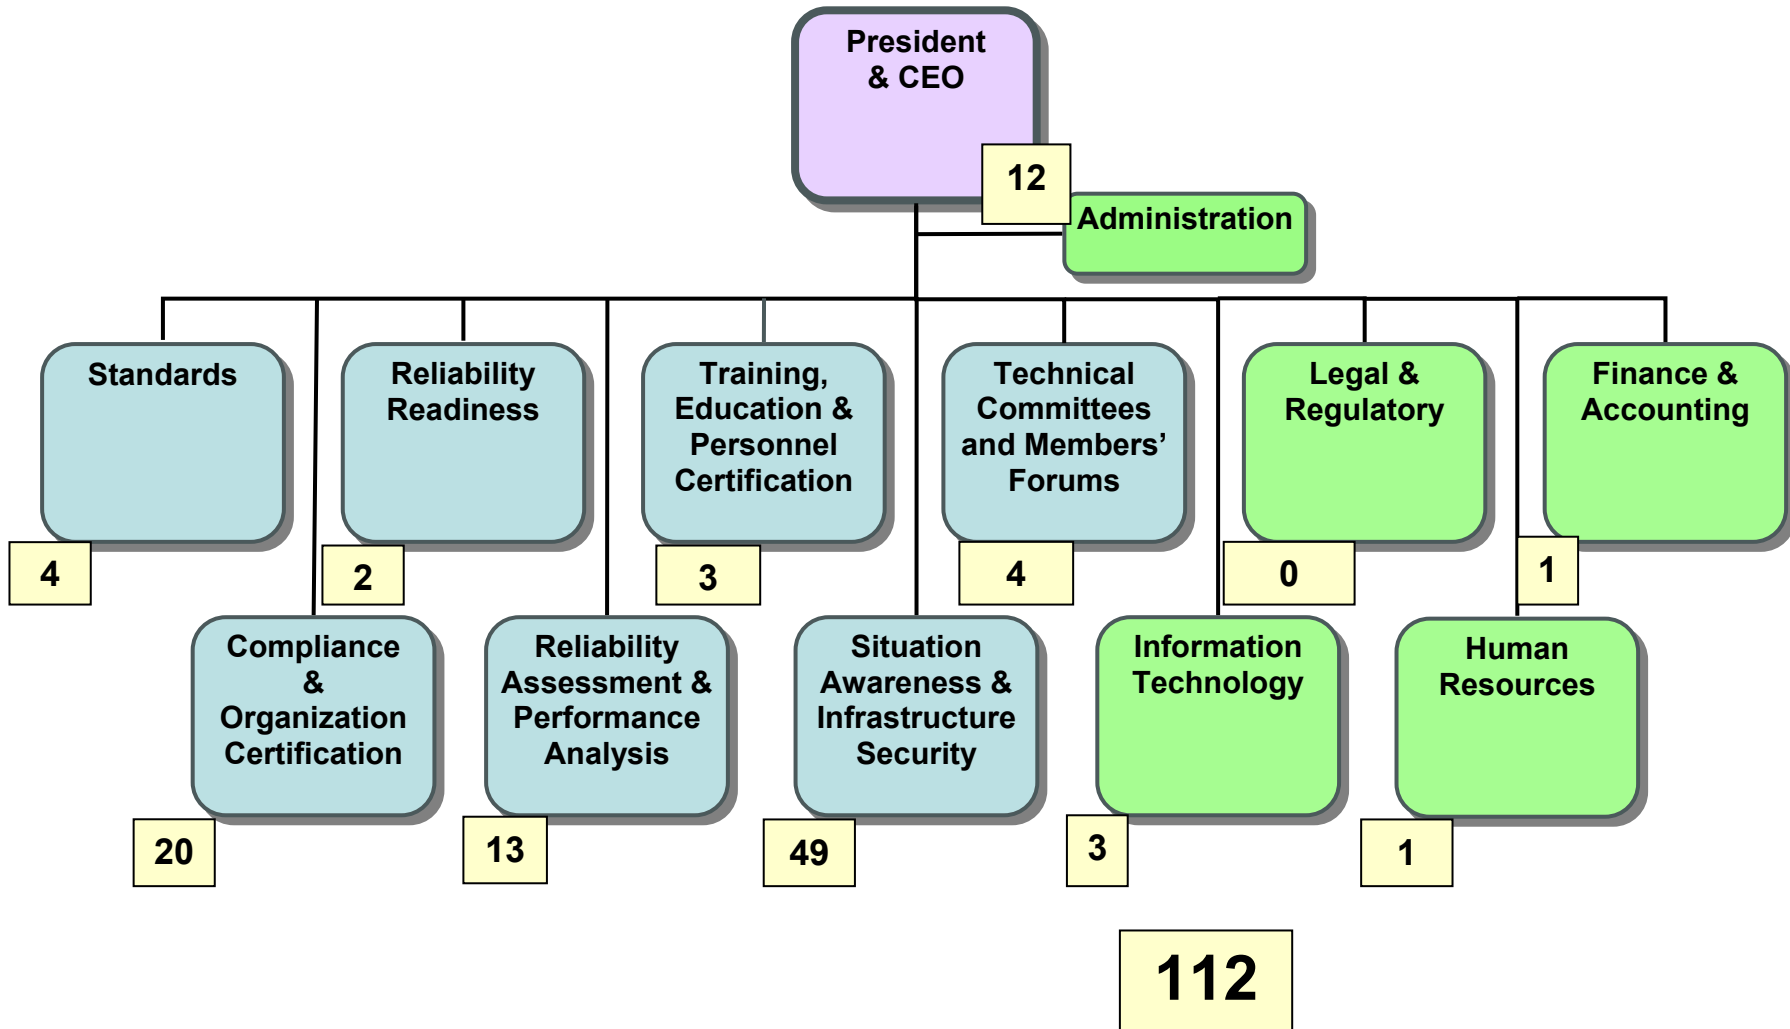 President
& CEO
12
Administration
Standards
4
Reliability
Readiness
2
Training,
Education &
Personnel
Certification
3
Technical
Committees
and Members’
Forums
4
Legal &
Regulatory
0
Finance &
Accounting
1
Compliance
&
Organization
Certification
20
Reliability
Assessment &
Performance
Analysis
13
Situation
Awareness &
Infrastructure
Security
49
Information
Technology
3
Human
Resources
1
112